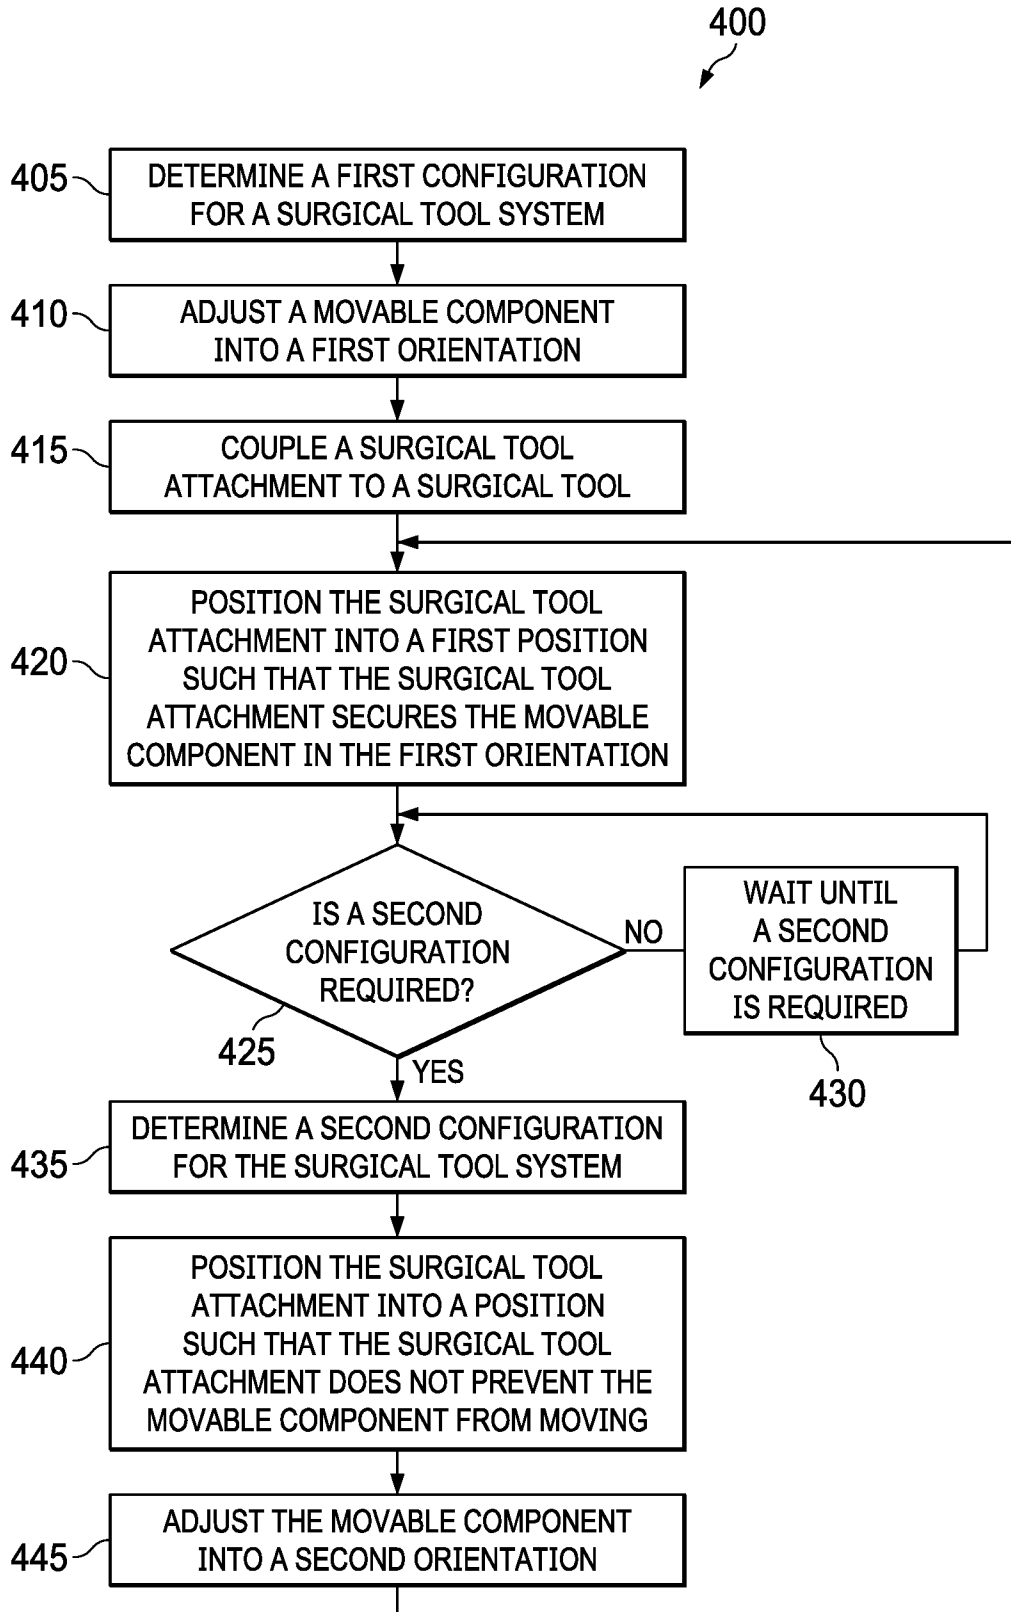 400
405
DETERMINE A FIRST CONFIGURATION
FOR A SURGICAL TOOL SYSTEM
410
ADJUST A MOVABLE COMPONENT
INTO A FIRST ORIENTATION
415
COUPLE A SURGICAL TOOL
ATTACHMENT TO A SURGICAL TOOL
420
POSITION THE SURGICAL TOOL
ATTACHMENT INTO A FIRST POSITION
SUCH THAT THE SURGICAL TOOL
ATTACHMENT SECURES THE MOVABLE
COMPONENT IN THE FIRST ORIENTATION
IS A SECOND
CONFIGURATION
REQUIRED?
425
NO
WAIT UNTIL
A SECOND
CONFIGURATION
IS REQUIRED
430
YES
435
DETERMINE A SECOND CONFIGURATION
FOR THE SURGICAL TOOL SYSTEM
440
POSITION THE SURGICAL TOOL
ATTACHMENT INTO A POSITION
SUCH THAT THE SURGICAL TOOL
ATTACHMENT DOES NOT PREVENT THE
MOVABLE COMPONENT FROM MOVING
445
ADJUST THE MOVABLE COMPONENT
INTO A SECOND ORIENTATION